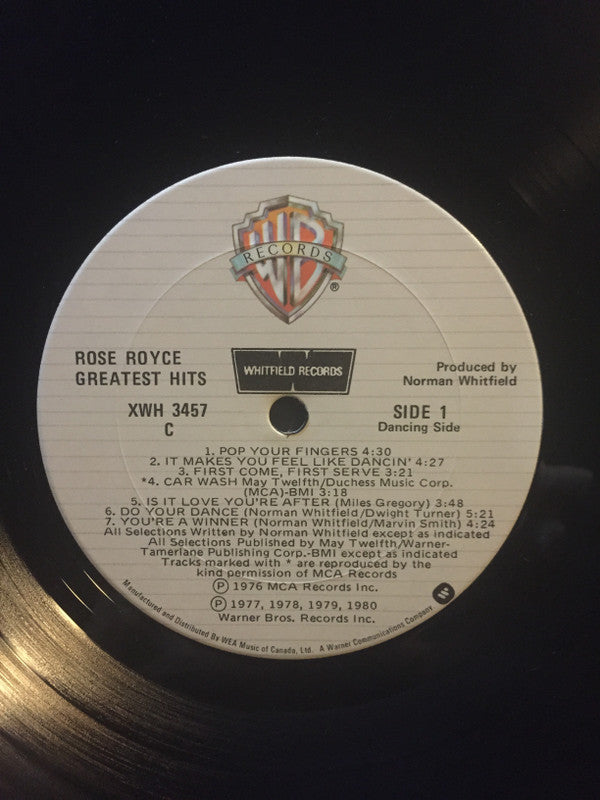 RECORDS
®
ROSE ROYCE
GREATEST HITS
WHITFIELD RECORDS
Produced by
Norman Whitfield
XWH 3457
C
SIDE 1
Dancing Side
1. POP YOUR FINGERS 4:30
2. IT MAKES YOU FEEL LIKE DANCIN' 4:27
3. FIRST COME, FIRST SERVE 3:21
*4. CAR WASH May Twelfth/Duchess Music Corp.
(MCA)-BMI 3:18
5. IS IT LOVE YOU'RE AFTER (Miles Gregory) 3:48
6. DO YOUR DANCE (Norman Whitfield/Dwight Turner) 5:21
7. YOU'RE A WINNER (Norman Whitfield/Marvin Smith) 4:24
All Selections Written by Norman Whitfield except as indicated
All Selections Published by May Twelfth/Warner-
Tamerlane Publishing Corp.-BMI except as indicated
Tracks marked with * are reproduced by the
kind permission of MCA Records
Ⓟ 1976 MCA Records Inc.
Ⓟ 1977, 1978, 1979, 1980
Warner Bros. Records Inc.
Manufactured and Distributed By WEA Music of Canada, Ltd. A Warner Communications Company